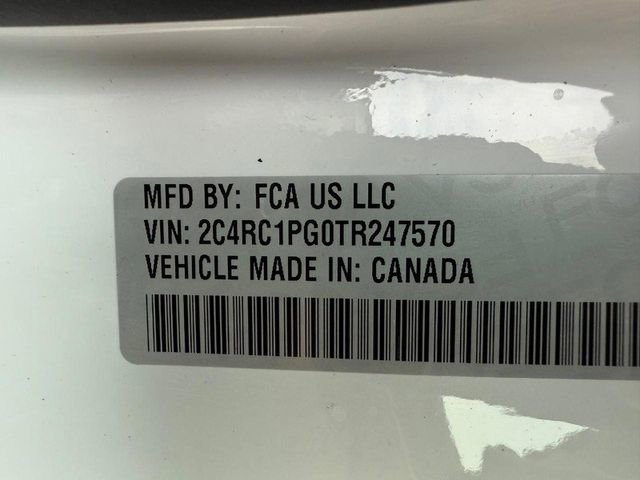 MFD BY: FCA US LLC
VIN: 2C4RC1PG0TR247570
VEHICLE MADE IN: CANADA